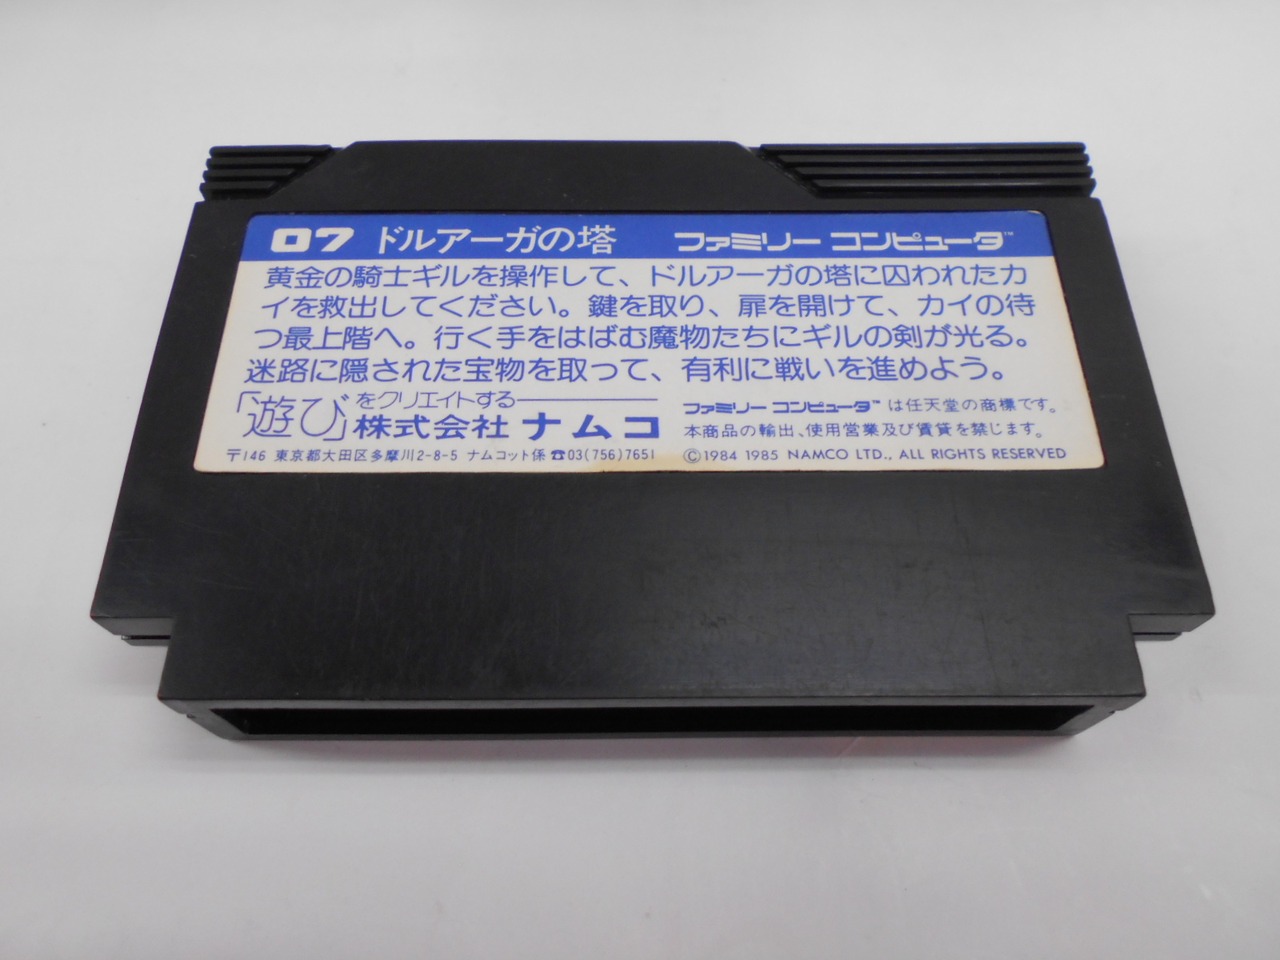 07 ドルアーガの塔 ファミリー コンピュータ™
黄金の騎士ギルを操作して、ドルアーガの塔に囚われたカ
イを救出してください。鍵を取り、扉を開けて、カイの待
つ最上階へ。行く手をはばむ魔物たちにギルの剣が光る。
迷路に隠された宝物を取って、有利に戦いを進めよう。
「遊び」をクリエイトする
株式会社 ナムコ
〒146 東京都大田区多摩川2-8-5 ナムコット係 ☎03(756)7651
ファミリー コンピュータ™ は任天堂の商標です。
本商品の輸出、使用営業及び賃貸を禁じます。
©1984 1985 NAMCO LTD., ALL RIGHTS RESERVED